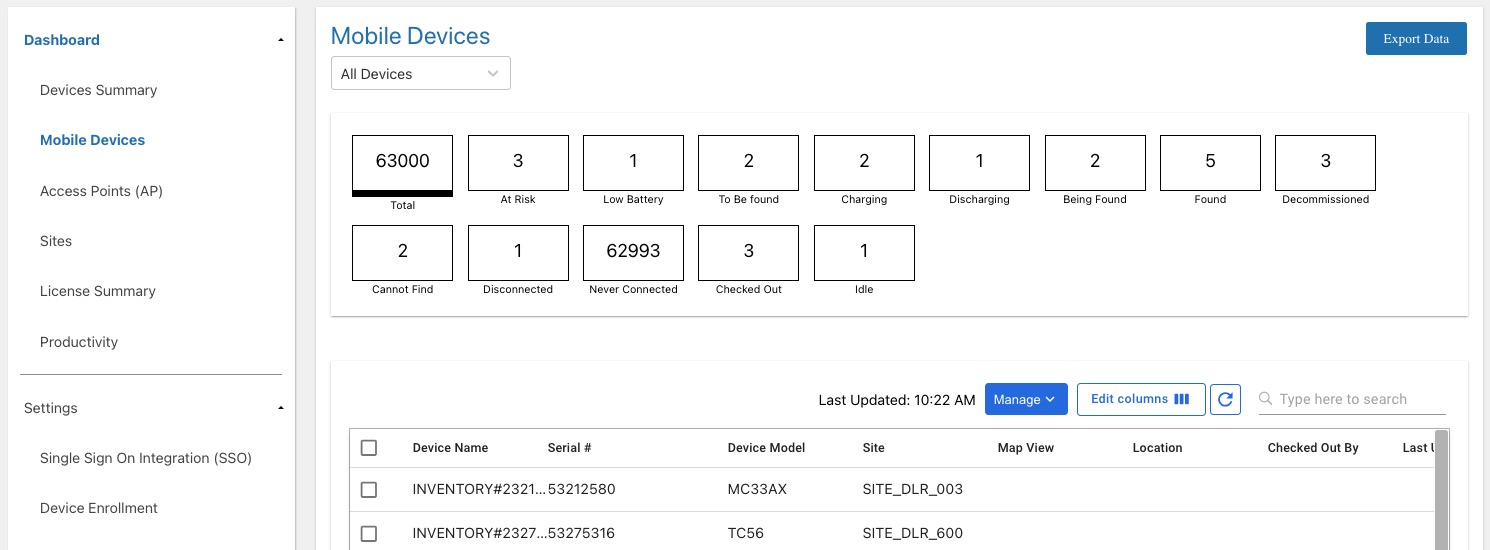 Dashboard
Devices Summary
Mobile Devices
Access Points (AP)
Sites
License Summary
Productivity
Settings
Single Sign On Integration (SSO)
Device Enrollment
Mobile Devices
Export Data
All Devices
63000 3 1 2 2 1 2 5 3
Total At Risk Low Battery To Be found Charging Discharging Being Found Found Decommissioned
2 1 62993 3 1
Cannot Find Disconnected Never Connected Checked Out Idle
Last Updated: 10:22 AM Manage Edit columns Type here to search
Device Name Serial # Device Model Site Map View Location Checked Out By Last
INVENTORY#2321... 53212580 MC33AX SITE_DLR_003
INVENTORY#2327... 53275316 TC56 SITE_DLR_600